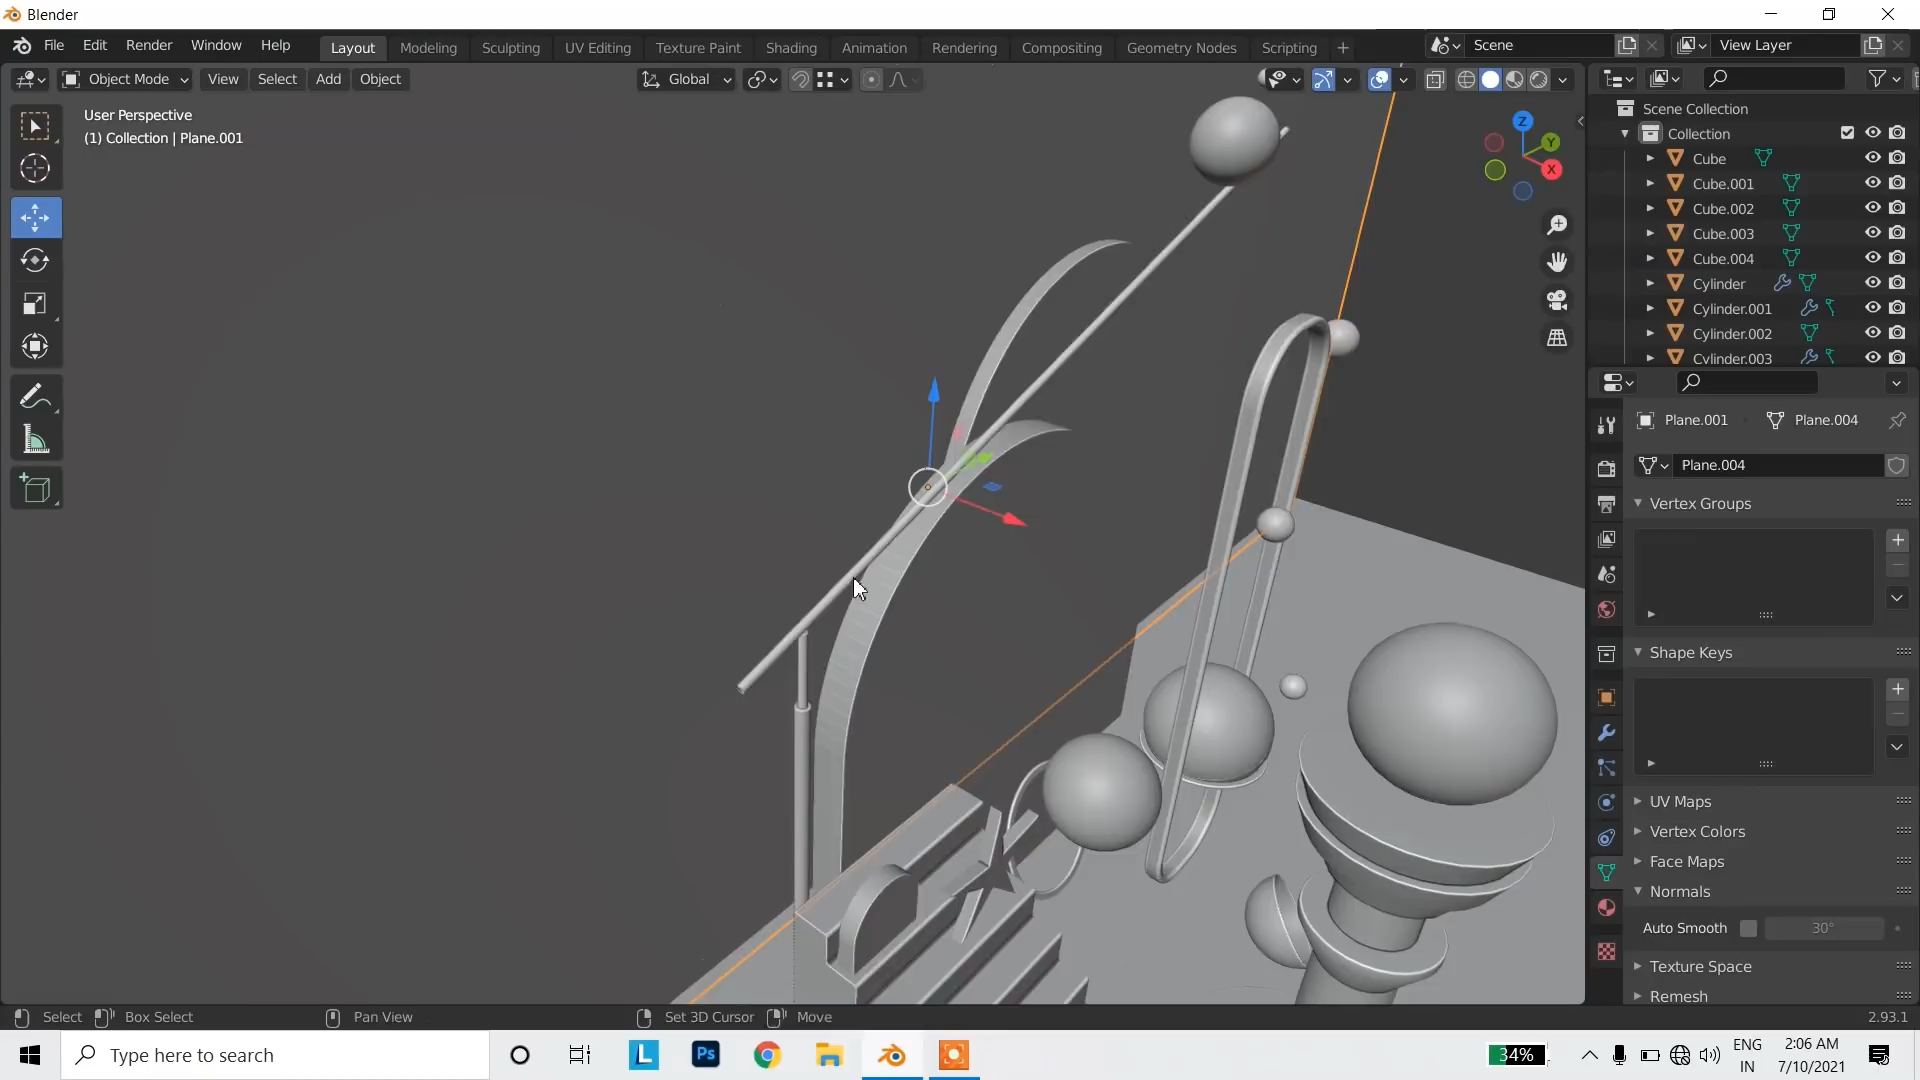 Blender
File Edit Render Window Help Layout Modeling Sculpting UV Editing Texture Paint Shading Animation Rendering Compositing Geometry Nodes Scripting + Scene View Layer
Object Mode View Select Add Object Global
User Perspective
(1) Collection | Plane.001
Z
Y
X
Scene Collection
Collection
Cube
Cube.001
Cube.002
Cube.003
Cube.004
Cylinder
Cylinder.001
Cylinder.002
Cylinder.003
Plane.001 Plane.004
Plane.004
Vertex Groups
Shape Keys
UV Maps
Vertex Colors
Face Maps
Normals
Auto Smooth 30°
Texture Space
Remesh
Select Box Select Pan View Set 3D Cursor Move 2.93.1
Type here to search L Ps 34% ENG 2:06 AM
IN 7/10/2021